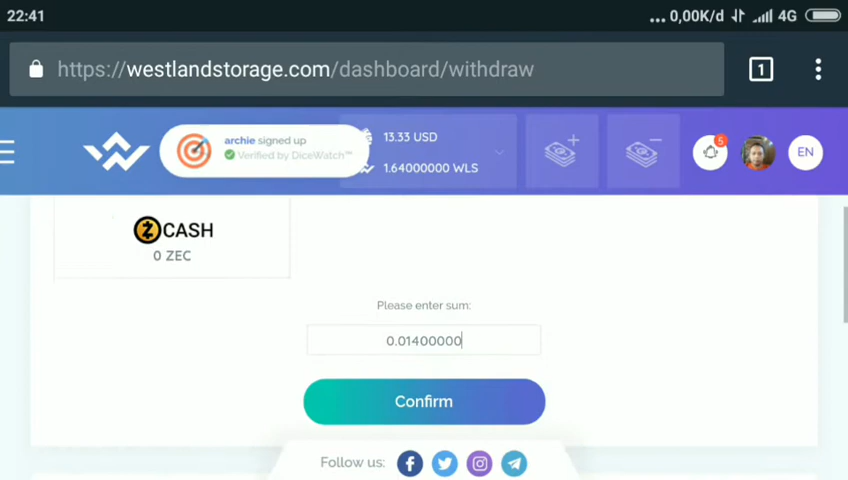 22:41
... 0,00K/d 4G
https://westlandstorage.com/dashboard/withdraw
1
archie signed up
Verified by DiceWatch™
13.33 USD
1.64000000 WLS
5
EN
ZCASH
0 ZEC
Please enter sum:
0.01400000
Confirm
Follow us: